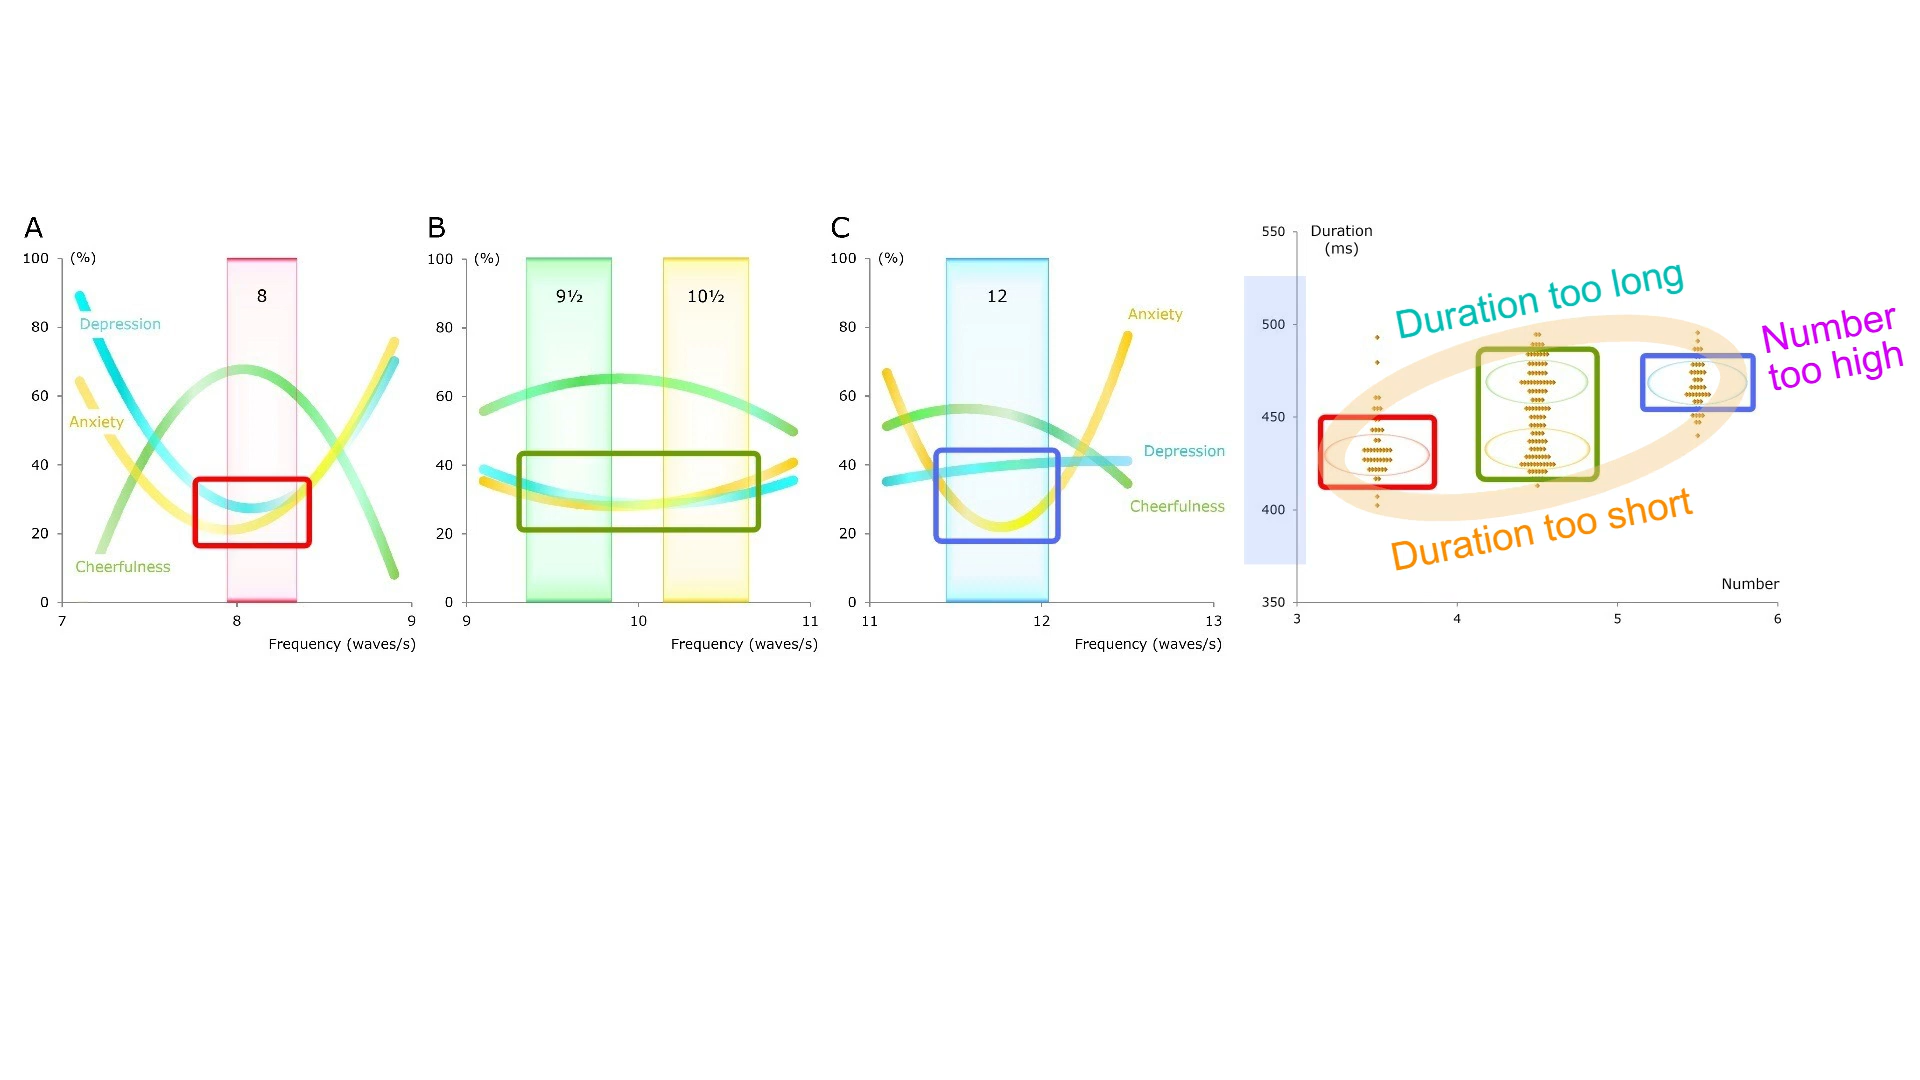 A
(%)
100
80
60
40
20
0
8
Depression
Anxiety
Cheerfulness
7
8
9
Frequency (waves/s)
B
(%)
100
80
60
40
20
0
9½
10½
9
10
11
Frequency (waves/s)
C
(%)
100
80
60
40
20
0
12
Anxiety
Depression
Cheerfulness
11
12
13
Frequency (waves/s)
550
500
450
400
350
Duration
(ms)
Duration too long
Number
too high
Duration too short
Number
3
4
5
6